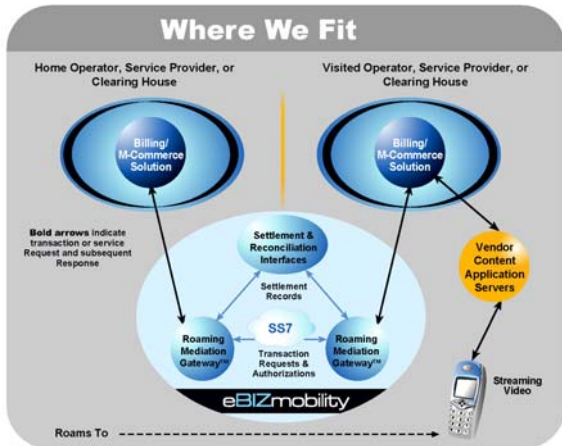 Where We Fit
Home Operator, Service Provider, or
Clearing House
Visited Operator, Service Provider, or
Clearing House
Billing/
M-Commerce
Solution
Billing/
M-Commerce
Solution
Bold arrows indicate
transaction or service
Request and subsequent
Response
Settlement &
Reconciliation
Interfaces
Vendor
Content
Application
Servers
Settlement
Records
SS7
Roaming
Mediation
Gateway™
Transaction
Requests &
Authorizations
Roaming
Mediation
Gateway™
eBIZmobility
Streaming
Video
Roams To